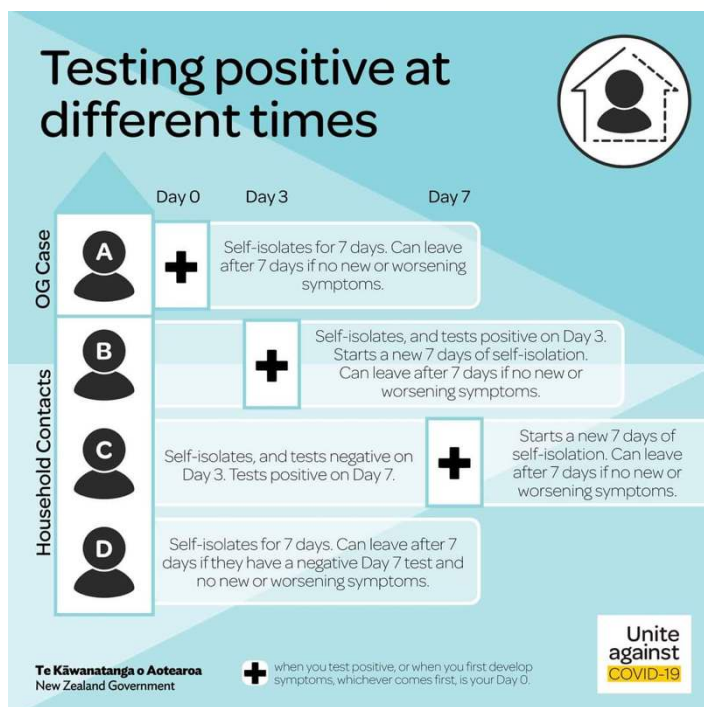 Testing positive at
different times
Day 0
Day 3
Day 7
OG Case
A
Self-isolates for 7 days. Can leave
after 7 days if no new or worsening
symptoms.
Household Contacts
B
Self-isolates, and tests positive on Day 3.
Starts a new 7 days of self-isolation.
Can leave after 7 days if no new or
worsening symptoms.
C
Self-isolates, and tests negative on
Day 3. Tests positive on Day 7.
Starts a new 7 days of
self-isolation. Can leave
after 7 days if no new or
worsening symptoms.
D
Self-isolates for 7 days. Can leave after 7
days if they have a negative Day 7 test and
no new or worsening symptoms.
Te Kāwanatanga o Aotearoa
New Zealand Government
when you test positive, or when you first develop
symptoms, whichever comes first, is your Day 0.
Unite
against
COVID-19